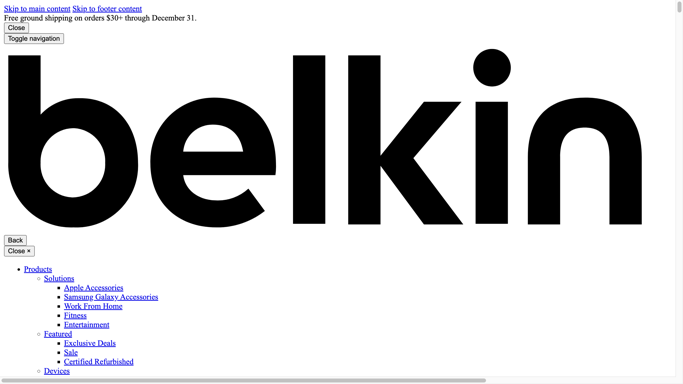 Skip to main content Skip to footer content
Free ground shipping on orders $30+ through December 31.
Close
Toggle navigation
belkin
Back
Close ×
Products
Solutions
Apple Accessories
Samsung Galaxy Accessories
Work From Home
Fitness
Entertainment
Featured
Exclusive Deals
Sale
Certified Refurbished
Devices